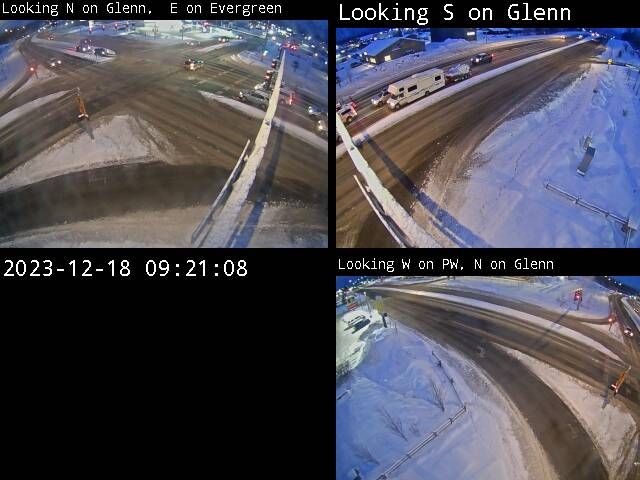 Looking N on Glenn,  E on Evergreen
Looking S on Glenn
2023-12-18 09:21:08
Looking W on PW, N on Glenn